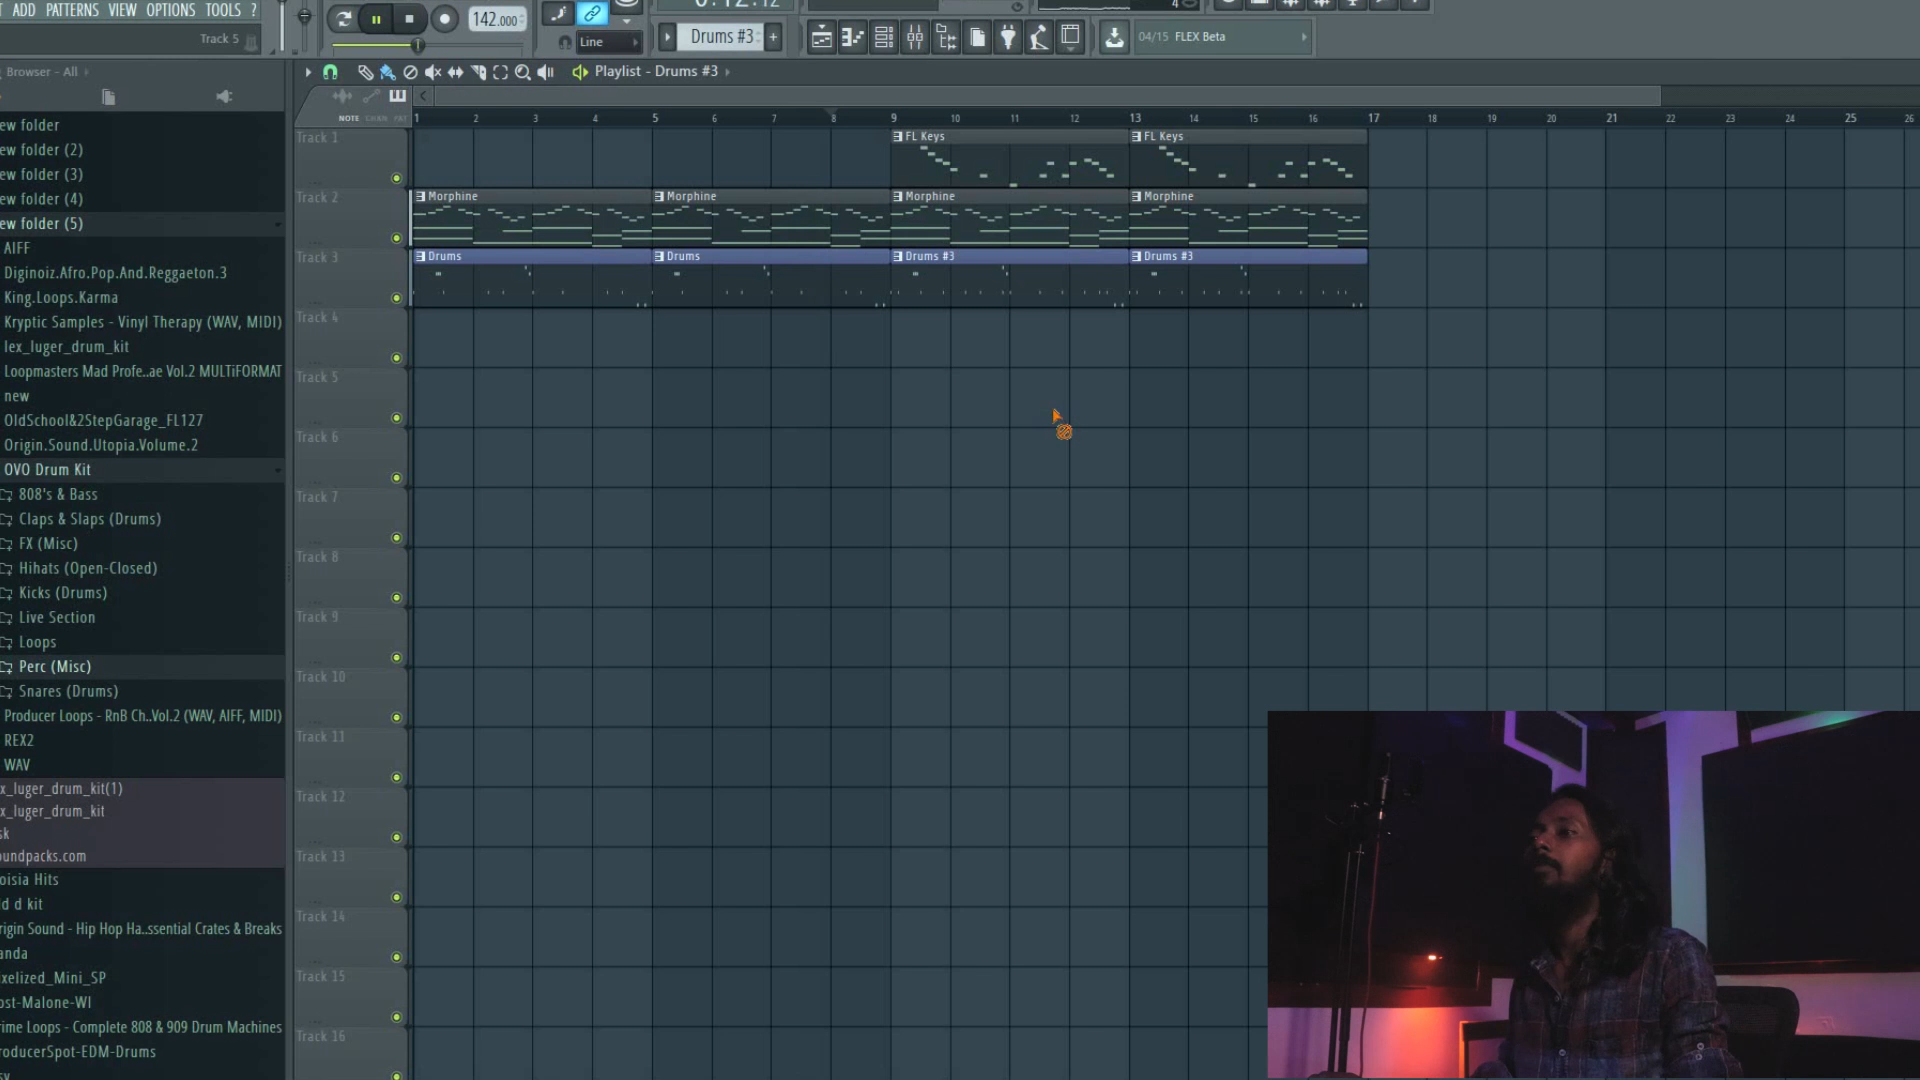 ADD PATTERNS VIEW OPTIONS TOOLS ?
Track 5
142.000
Line
Drums #3
04/15 FLEX Beta
Browser - All
Playlist - Drums #3
NOTE CHAN PAT
1 2 3 4 5 6 7 8 9 10 11 12 13 14 15 16 17 18 19 20 21 22 23 24 25 26
ew folder
ew folder (2)
ew folder (3)
ew folder (4)
ew folder (5)
AIFF
Diginoiz.Afro.Pop.And.Reggaeton.3
King.Loops.Karma
Kryptic Samples - Vinyl Therapy (WAV, MIDI)
lex_luger_drum_kit
Loopmasters Mad Profe..ae Vol.2 MULTiFORMAT
new
OldSchool&2StepGarage_FL127
Origin.Sound.Utopia.Volume.2
OVO Drum Kit
808's & Bass
Claps & Slaps (Drums)
FX (Misc)
Hihats (Open-Closed)
Kicks (Drums)
Live Section
Loops
Perc (Misc)
Snares (Drums)
Producer Loops - RnB Ch..Vol.2 (WAV, AIFF, MIDI)
REX2
WAV
x_luger_drum_kit(1)
x_luger_drum_kit
sk
oundpacks.com
oisia Hits
ld d kit
rigin Sound - Hip Hop Ha..ssential Crates & Breaks
anda
ixelized_Mini_SP
ost-Malone-WI
rime Loops - Complete 808 & 909 Drum Machines
roducerSpot-EDM-Drums
Track 1
FL Keys FL Keys
Track 2
Morphine Morphine Morphine Morphine
Track 3
Drums Drums Drums #3 Drums #3
Track 4
Track 5
Track 6
Track 7
Track 8
Track 9
Track 10
Track 11
Track 12
Track 13
Track 14
Track 15
Track 16